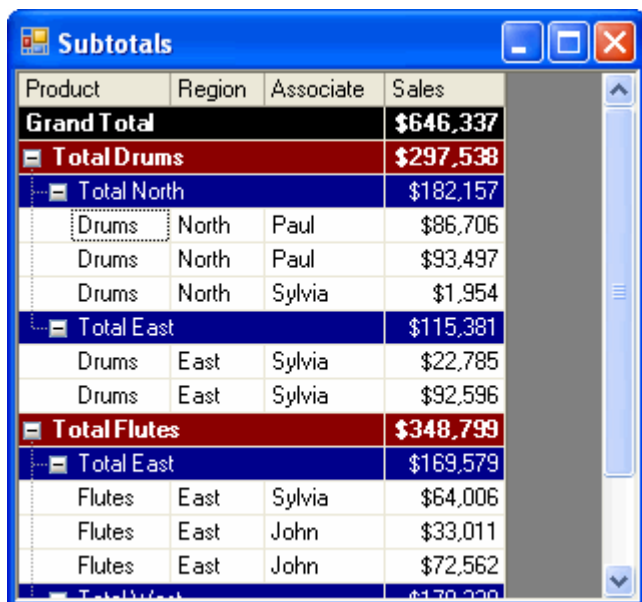 Subtotals
Product Region Associate Sales
Grand Total $646,337
Total Drums $297,538
Total North $182,157
Drums North Paul $86,706
Drums North Paul $93,497
Drums North Sylvia $1,954
Total East $115,381
Drums East Sylvia $22,785
Drums East Sylvia $92,596
Total Flutes $348,799
Total East $169,579
Flutes East Sylvia $64,006
Flutes East John $33,011
Flutes East John $72,562